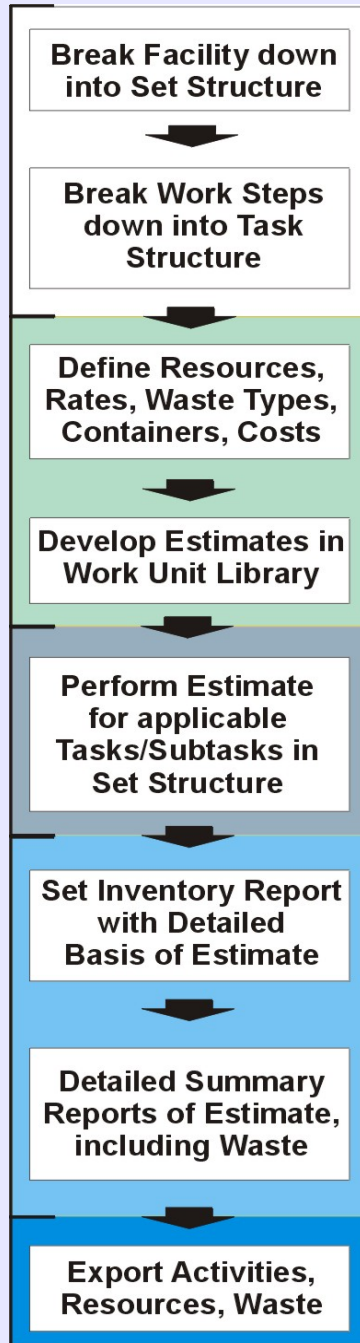 Break Facility down
into Set Structure
Break Work Steps
down into Task
Structure
Define Resources,
Rates, Waste Types,
Containers, Costs
Develop Estimates in
Work Unit Library
Perform Estimate
for applicable
Tasks/Subtasks in
Set Structure
Set Inventory Report
with Detailed
Basis of Estimate
Detailed Summary
Reports of Estimate,
including Waste
Export Activities,
Resources, Waste